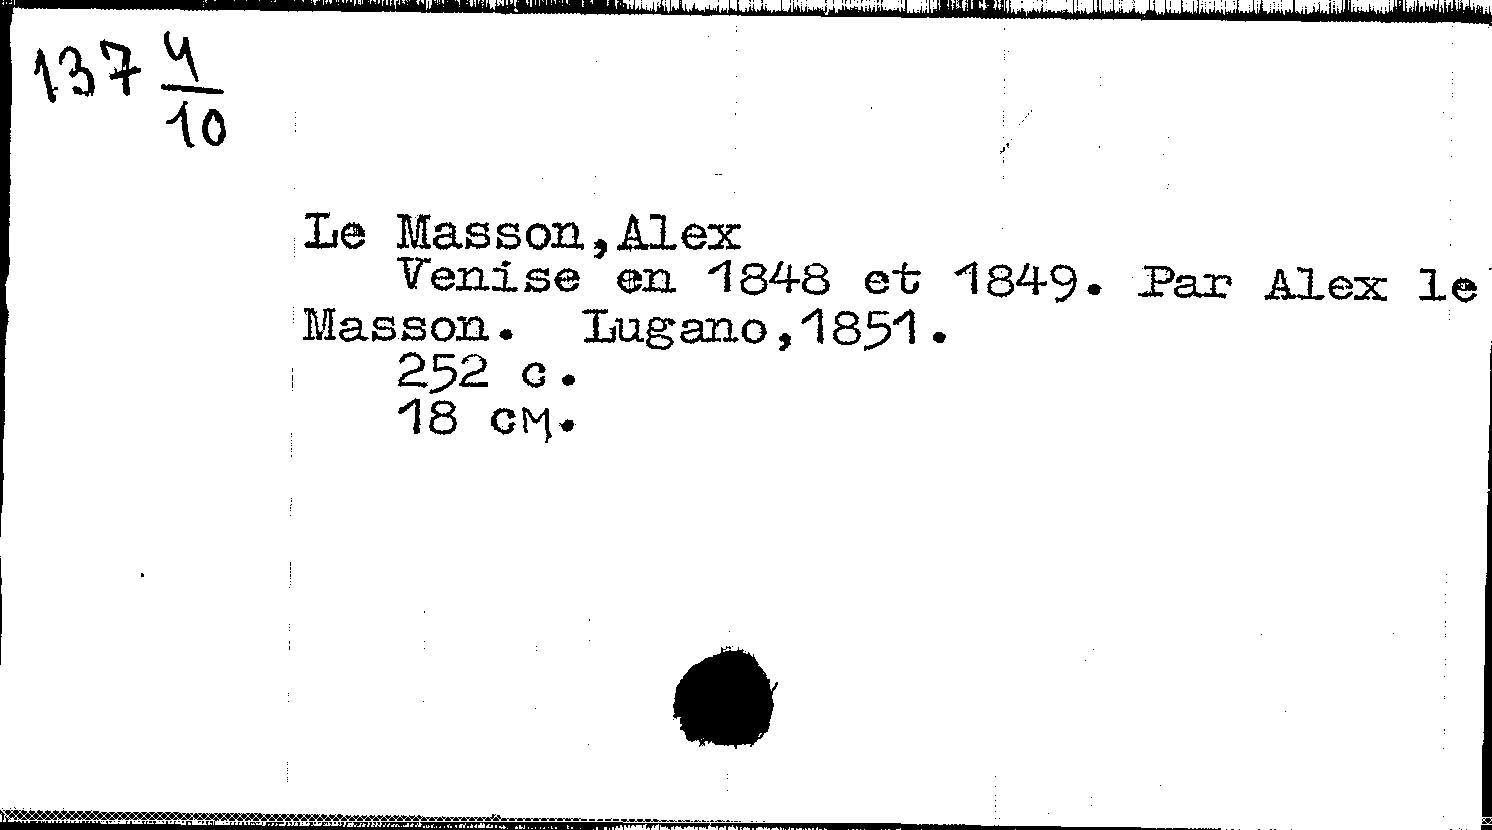 137 4/10
Le Masson,Alex
Venise en 1848 et 1849. Par Alex le
Masson. Lugano,1851.
252 с.
18 см.